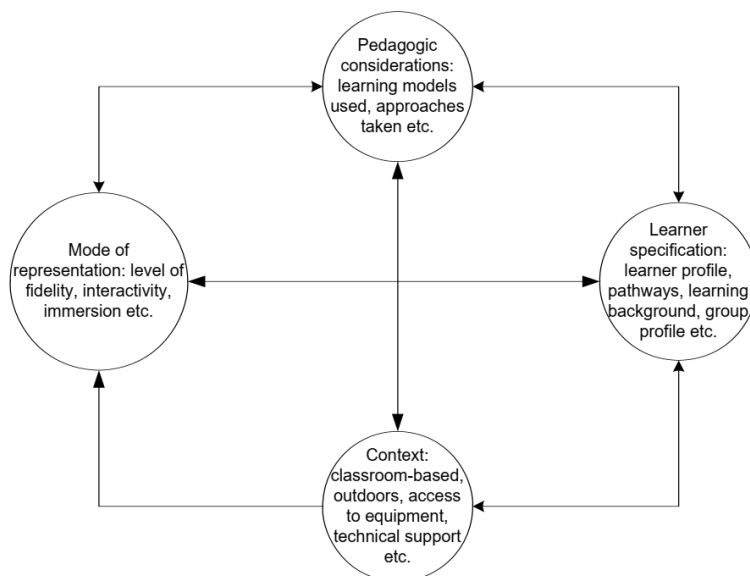 Pedagogic
considerations:
learning models
used, approaches
taken etc.
Mode of
representation: level of
fidelity, interactivity,
immersion etc.
Learner
specification:
learner profile,
pathways, learning
background, group
profile etc.
Context:
classroom-based,
outdoors, access
to equipment,
technical support
etc.